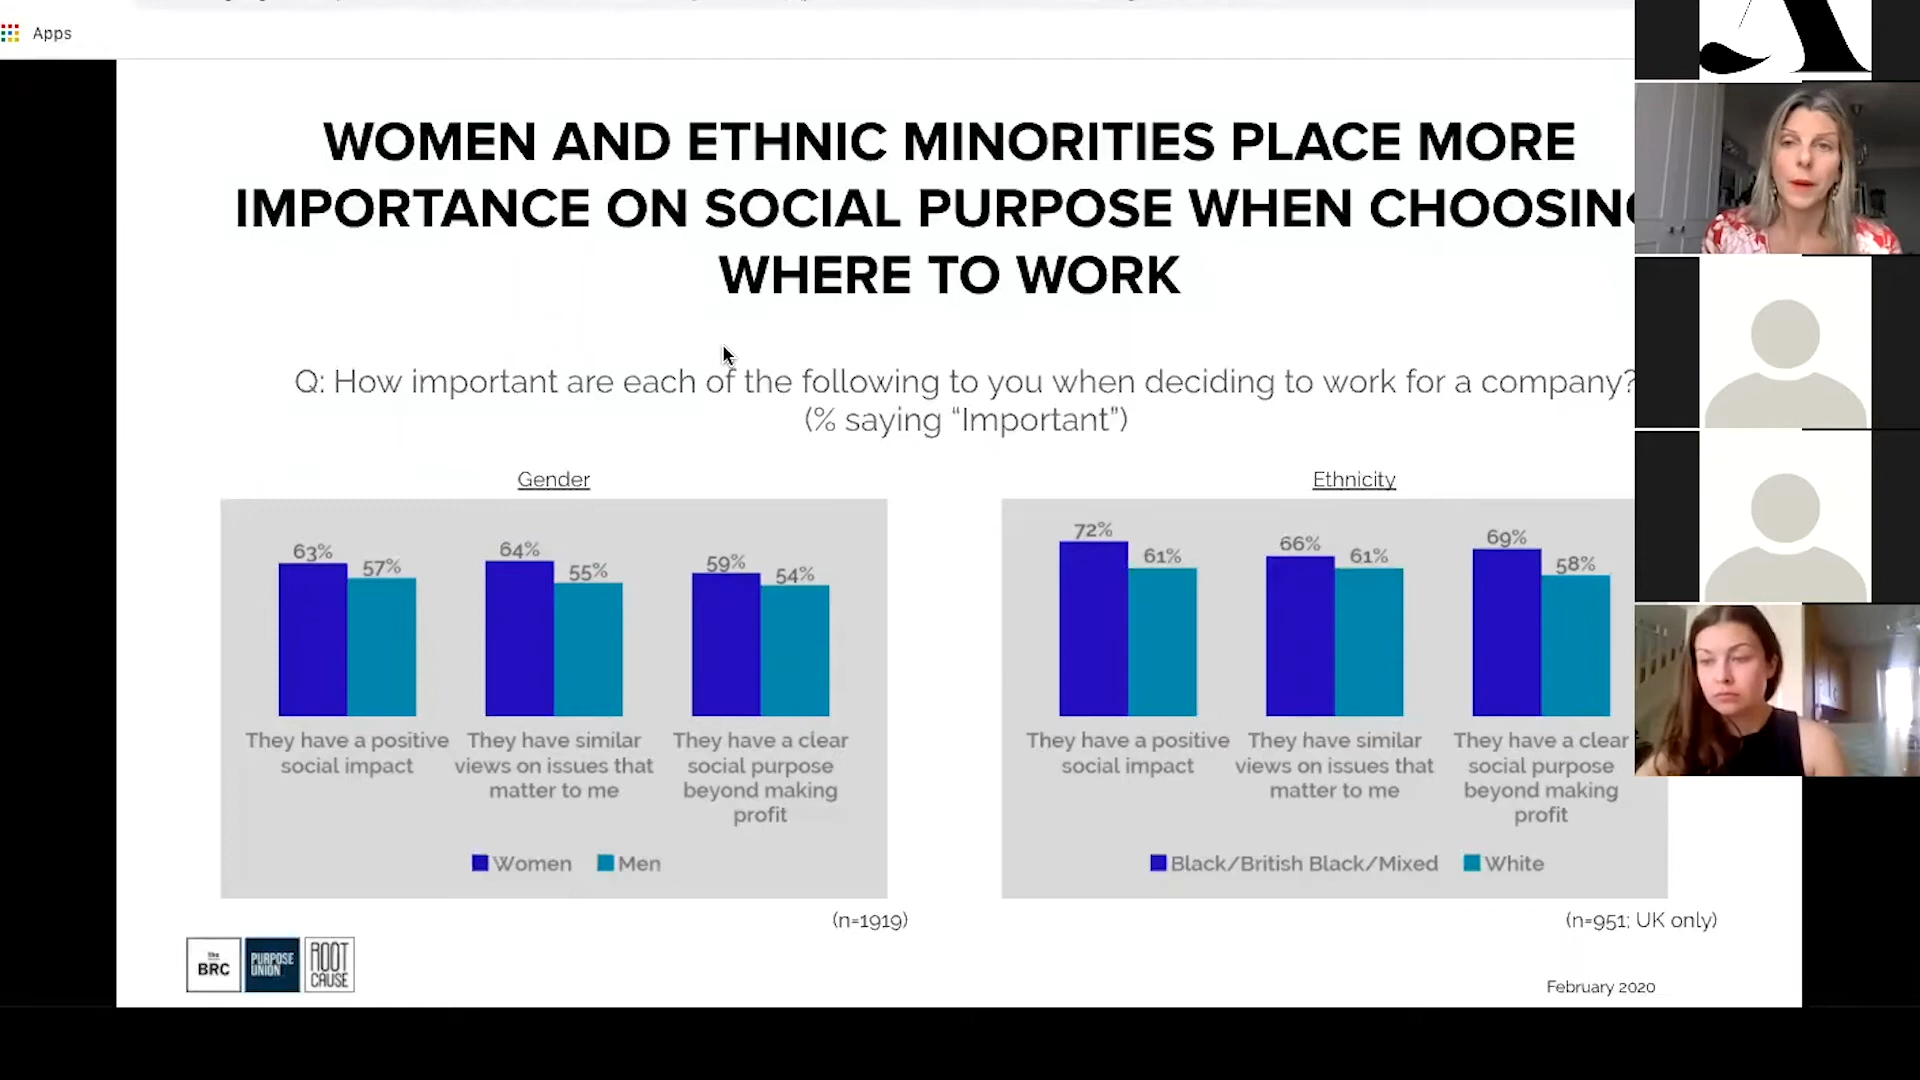 Apps
WOMEN AND ETHNIC MINORITIES PLACE MORE
IMPORTANCE ON SOCIAL PURPOSE WHEN CHOOSING
WHERE TO WORK
Q: How important are each of the following to you when deciding to work for a company?
(% saying “Important”)
Gender
63%
57%
64%
55%
59%
54%
They have a positive
social impact
They have similar
views on issues that
matter to me
They have a clear
social purpose
beyond making
profit
Women
Men
(n=1919)
Ethnicity
72%
61%
66%
61%
69%
58%
They have a positive
social impact
They have similar
views on issues that
matter to me
They have a clear
social purpose
beyond making
profit
Black/British Black/Mixed
White
(n=951; UK only)
the
BRC
PURPOSE
UNION
ROOT
CAUSE
February 2020